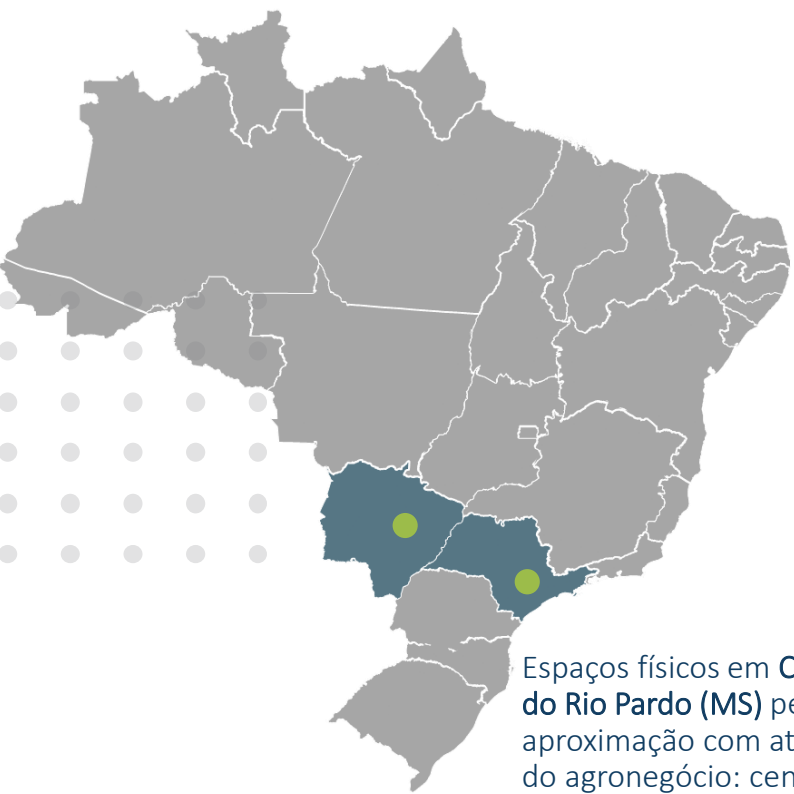 Espaços físicos em
do Rio Pardo (MS)
aproximação com
do agronegócio: